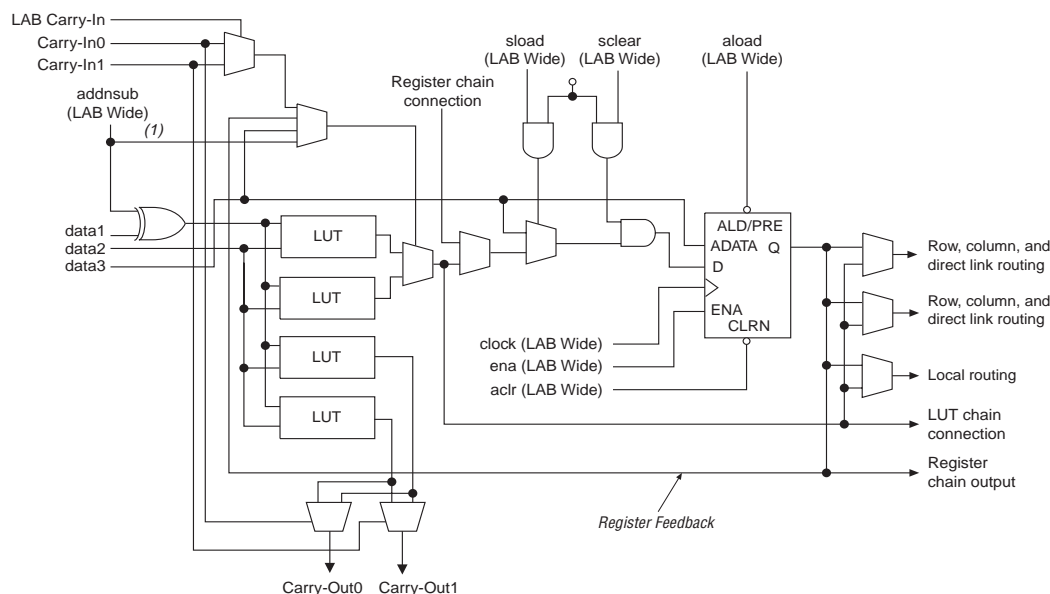 LAB Carry-In
Carry-In0
Carry-In1
addnsub
(LAB Wide)
(1)
data1
data2
data3
LUT
LUT
LUT
LUT
Register chain
connection
sload
(LAB Wide)
sclear
(LAB Wide)
aload
(LAB Wide)
ALD/PRE
ADATA Q
D
ENA
CLRN
clock (LAB Wide)
ena (LAB Wide)
aclr (LAB Wide)
Row, column, and
direct link routing
Row, column, and
direct link routing
Local routing
LUT chain
connection
Register
chain output
Register Feedback
Carry-Out0
Carry-Out1